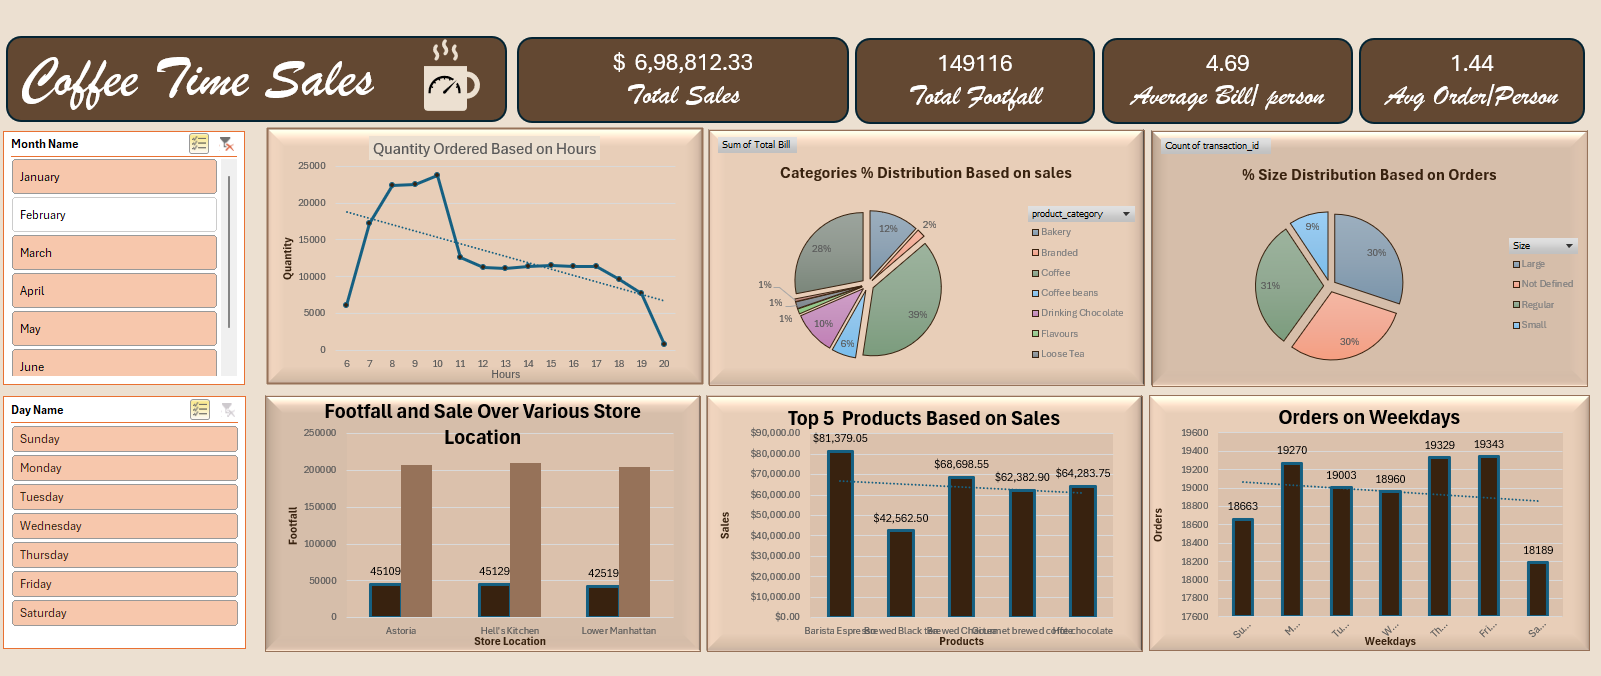 Coffee Time Sales
$ 6,98,812.33
Total Sales
149116
Total Footfall
4.69
Average Bill/ person
1.44
Avg Order/Person
Month Name
January
February
March
April
May
June
Day Name
Sunday
Monday
Tuesday
Wednesday
Thursday
Friday
Saturday
Quantity Ordered Based on Hours
25000
20000
15000
10000
5000
0
Quantity
6 7 8 9 10 11 12 13 14 15 16 17 18 19 20
Hours
Sum of Total Bill
Categories % Distribution Based on sales
12%
2%
39%
6%
10%
1%
1%
1%
28%
product_category
Bakery
Branded
Coffee
Coffee beans
Drinking Chocolate
Flavours
Loose Tea
Count of transaction_id
% Size Distribution Based on Orders
30%
30%
31%
9%
Size
Large
Not Defined
Regular
Small
Footfall and Sale Over Various Store
Location
250000
200000
150000
100000
50000
0
Footfall
45109
45129
42519
Astoria Hell's Kitchen Lower Manhattan
Store Location
Top 5 Products Based on Sales
$90,000.00
$80,000.00
$70,000.00
$60,000.00
$50,000.00
$40,000.00
$30,000.00
$20,000.00
$10,000.00
$0.00
Sales
$81,379.05
$42,562.50
$68,698.55
$62,382.90
$64,283.75
Barista Espresso Brewed Black tea Brewed Chai tea Gourmet brewed coffee Hot chocolate
Products
Orders on Weekdays
19600
19400
19200
19000
18800
18600
18400
18200
18000
17800
17600
Orders
18663
19270
19003
18960
19329
19343
18189
Su... M... Tu... W... Th... Fri... Sa...
Weekdays